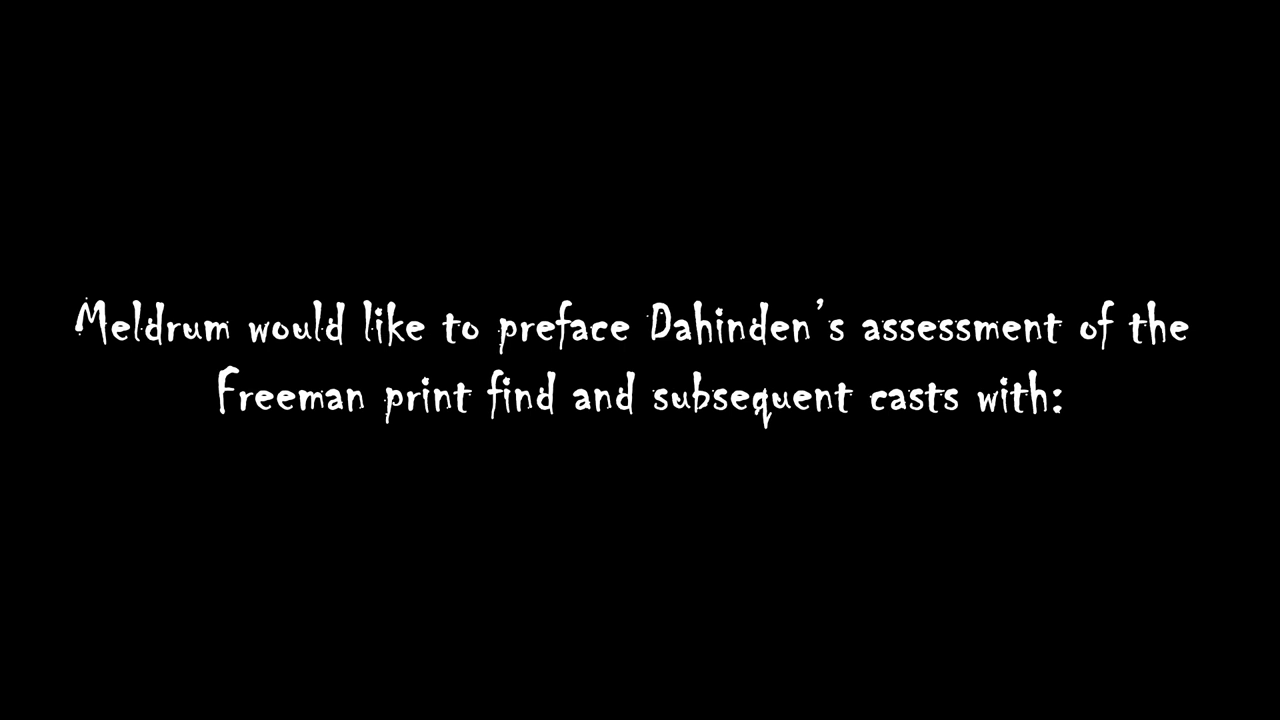 Meldrum would like to preface Dahinden’s assessment of the
Freeman print find and subsequent casts with: